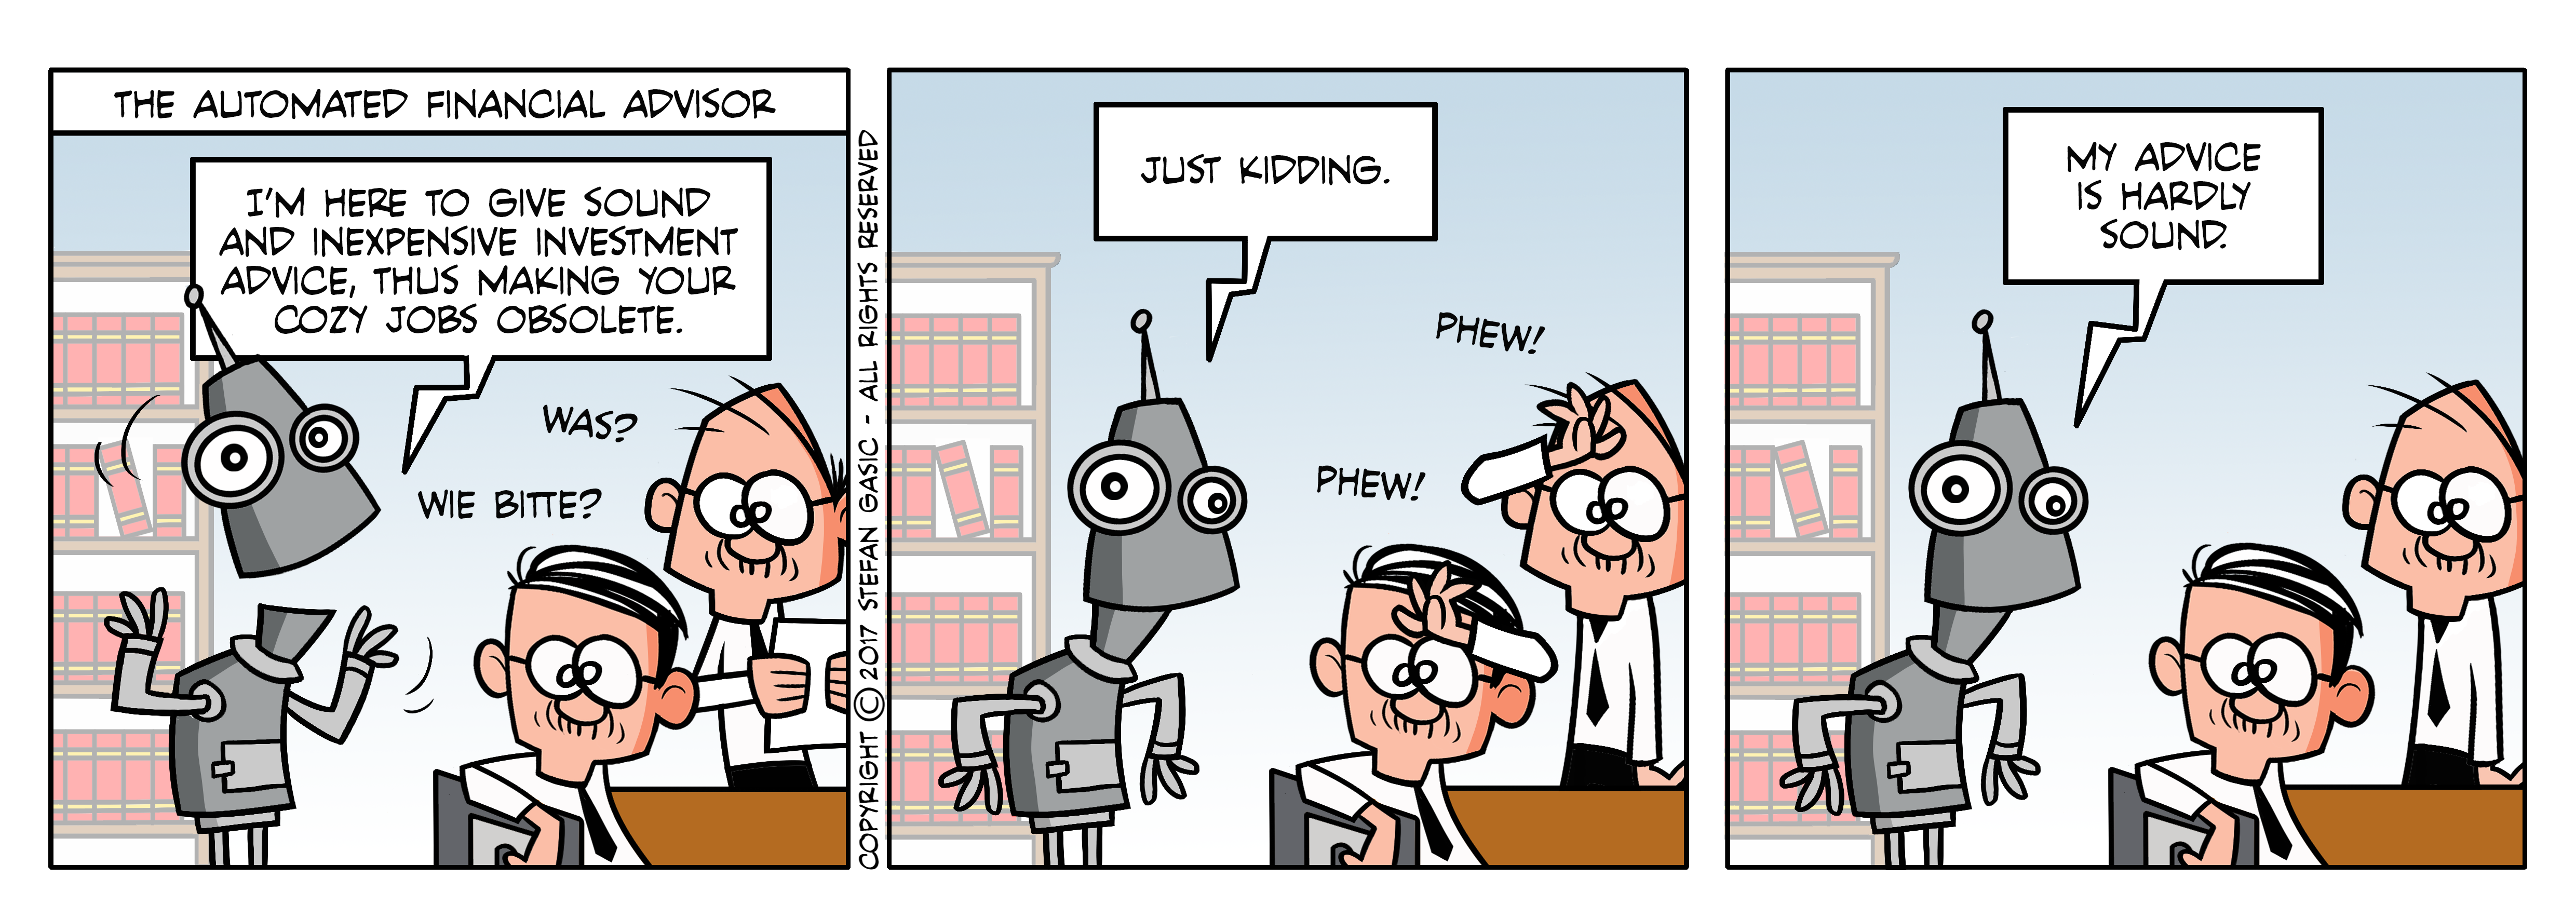 THE AUTOMATED FINANCIAL ADVISOR
I'M HERE TO GIVE SOUND
AND INEXPENSIVE INVESTMENT
ADVICE, THUS MAKING YOUR
COZY JOBS OBSOLETE.
WAS?
WIE BITTE?
COPYRIGHT © 2017 STEFAN GASIC - ALL RIGHTS RESERVED
JUST KIDDING.
PHEW!
PHEW!
MY ADVICE
IS HARDLY
SOUND.